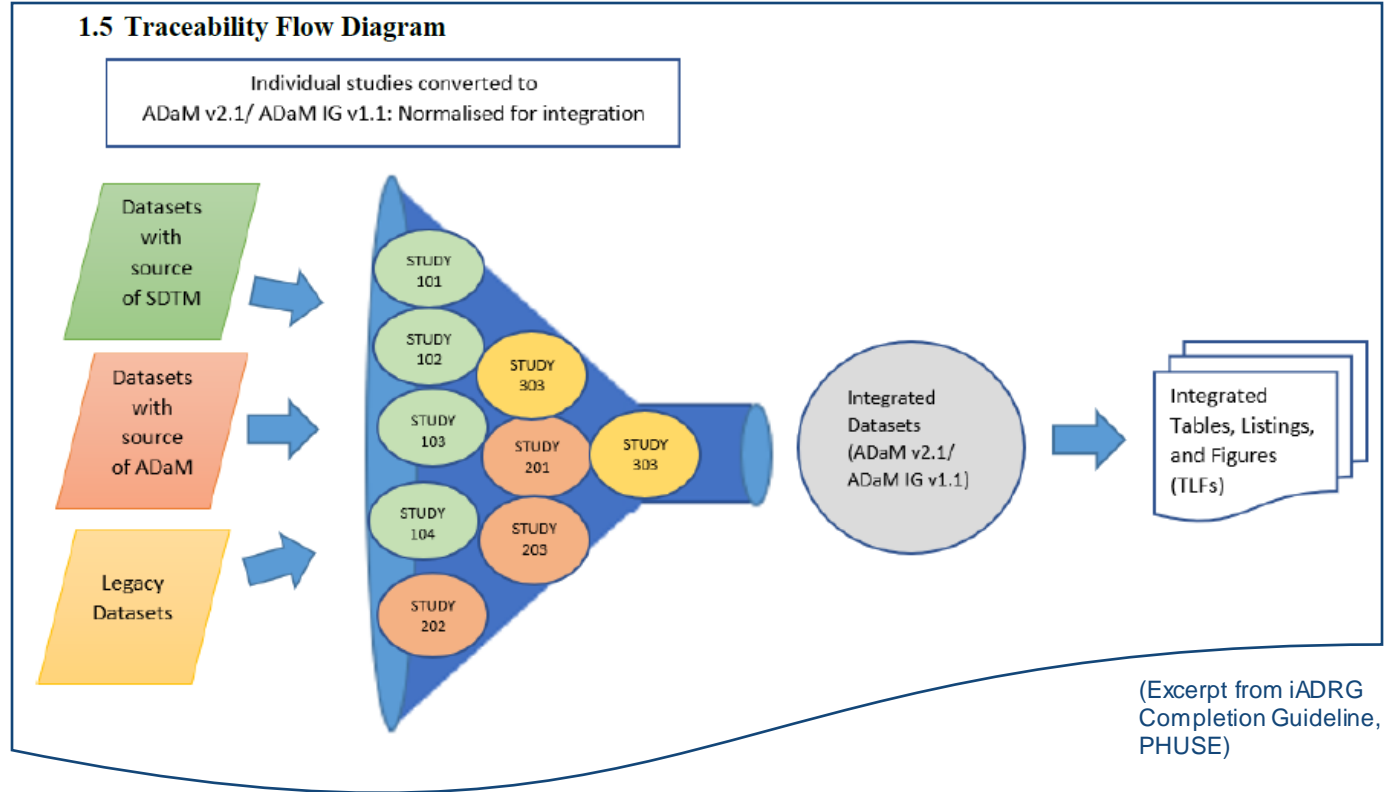 1.5 Traceability Flow Diagram
Individual studies converted to
ADaM v2.1/ ADaM IG v1.1: Normalised for integration
Datasets
with
source
of SDTM
Datasets
with
source
of ADaM
Legacy
Datasets
STUDY
101
STUDY
102
STUDY
103
STUDY
104
STUDY
202
STUDY
303
STUDY
201
STUDY
203
STUDY
303
Integrated
Datasets
(ADaM v2.1/
ADaM IG v1.1)
Integrated
Tables, Listings,
and Figures
(TLFs)
(Excerpt from iADRG
Completion Guideline,
PHUSE)